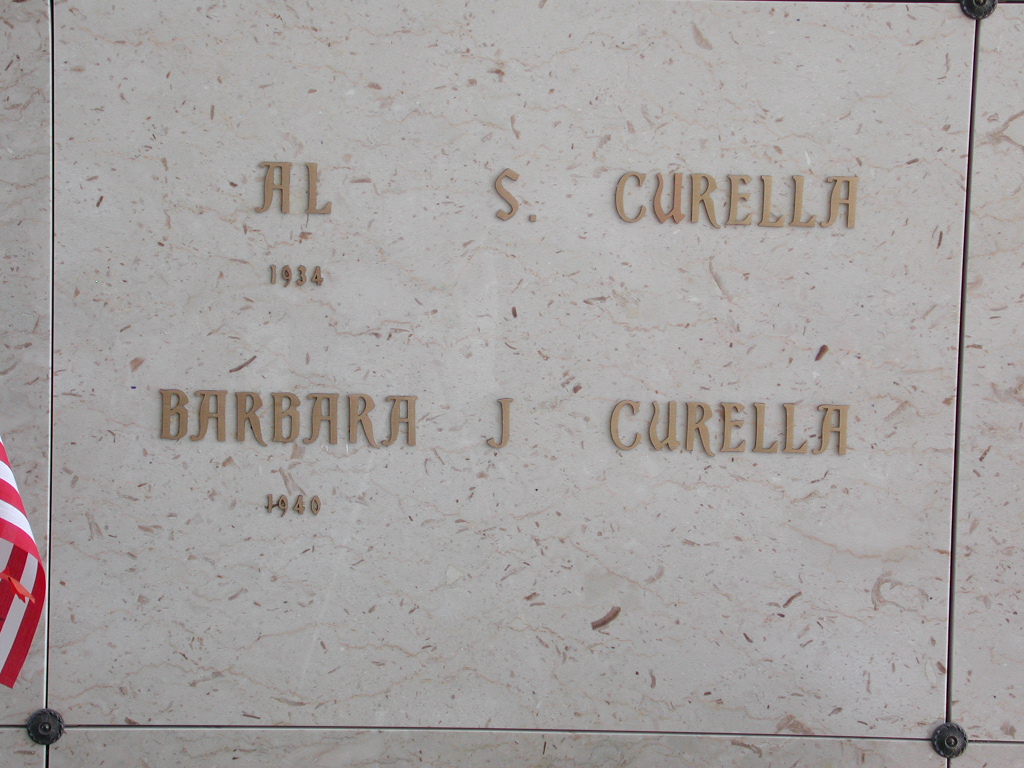 AL S. CURELLA
1934
BARBARA J CURELLA
1940